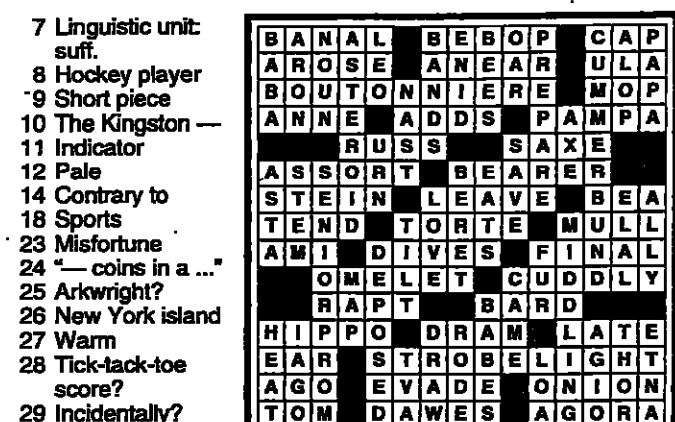 7 Linguistic unit:
suff.
8 Hockey player
9 Short piece
10 The Kingston —
11 Indicator
12 Pale
14 Contrary to
18 Sports
23 Misfortune
24 "— coins in a ..."
25 Arkwright?
26 New York island
27 Warm
28 Tick-tack-toe
score?
29 Incidentally?
BANAL BEBOP CAP
AROSE ANEAR ULA
BOUTONNIERE MOP
ANNE ADDS PAMPA
RUSS SAXE
ASSORT BEARER
STEIN LEAVE BEA
TEND TORTE MULL
AMI DIVES FINAL
OMELET CUDDLY
RAPT BARD
HIPPO DRAM LATE
EAR STROBELIGHT
AGO EVADE ONION
TOM DAWES AGORA